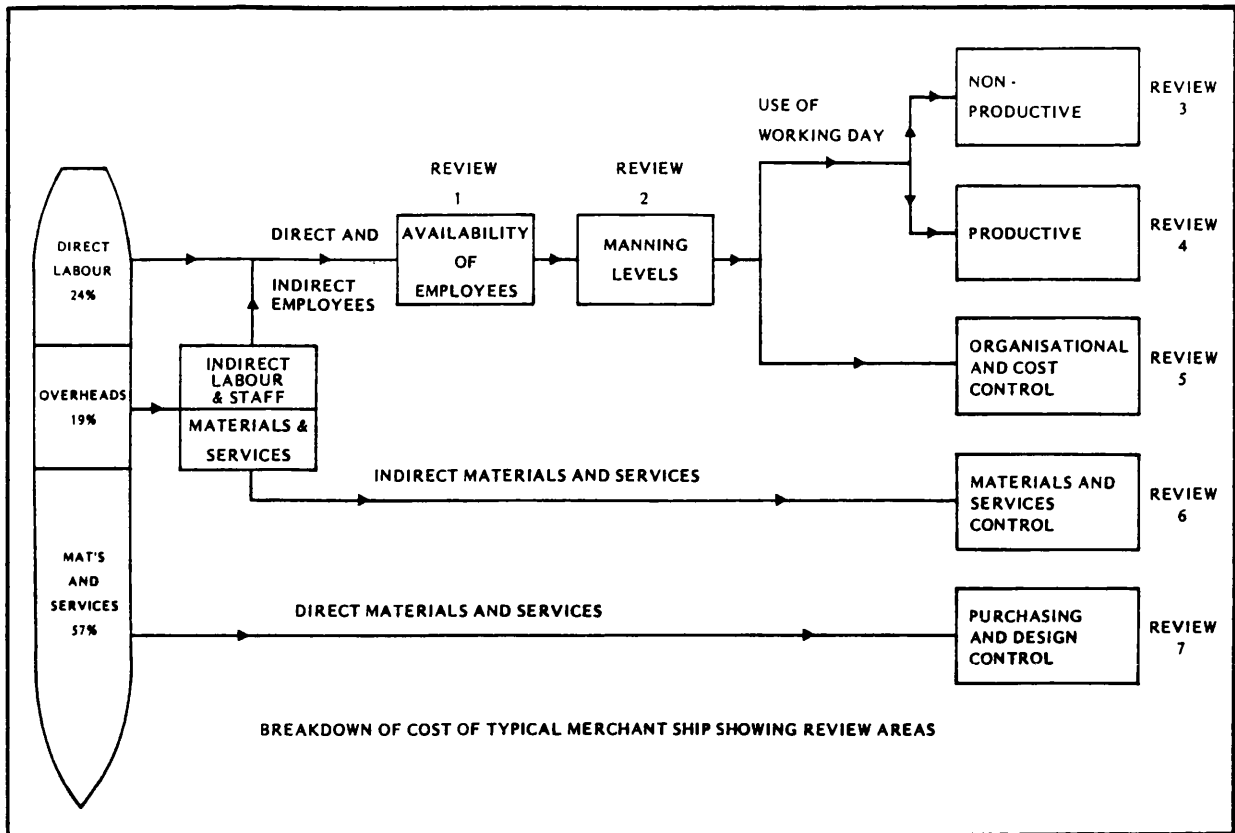 DIRECT
LABOUR
24%
OVERHEADS
19%
MAT'S
AND
SERVICES
57%
INDIRECT
LABOUR
& STAFF
MATERIALS &
SERVICES
DIRECT AND
INDIRECT
EMPLOYEES
REVIEW
1
AVAILABILITY
OF
EMPLOYEES
REVIEW
2
MANNING
LEVELS
USE OF
WORKING DAY
NON -
PRODUCTIVE
REVIEW
3
PRODUCTIVE
REVIEW
4
ORGANISATIONAL
AND COST
CONTROL
REVIEW
5
INDIRECT MATERIALS AND SERVICES
MATERIALS AND
SERVICES
CONTROL
REVIEW
6
DIRECT MATERIALS AND SERVICES
PURCHASING
AND DESIGN
CONTROL
REVIEW
7
BREAKDOWN OF COST OF TYPICAL MERCHANT SHIP SHOWING REVIEW AREAS